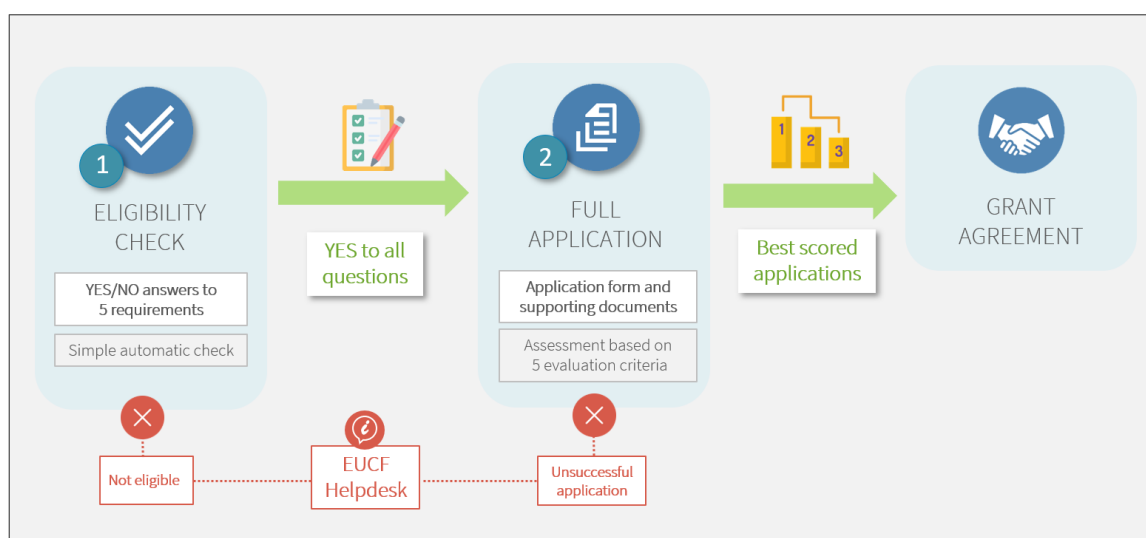 1
ELIGIBILITY
CHECK
YES/NO answers to
5 requirements
Simple automatic check
YES to all
questions
2
FULL
APPLICATION
Application form and
supporting documents
Assessment based on
5 evaluation criteria
1
2
3
Best scored
applications
GRANT
AGREEMENT
Not eligible
i
EUCF
Helpdesk
Unsuccessful
application